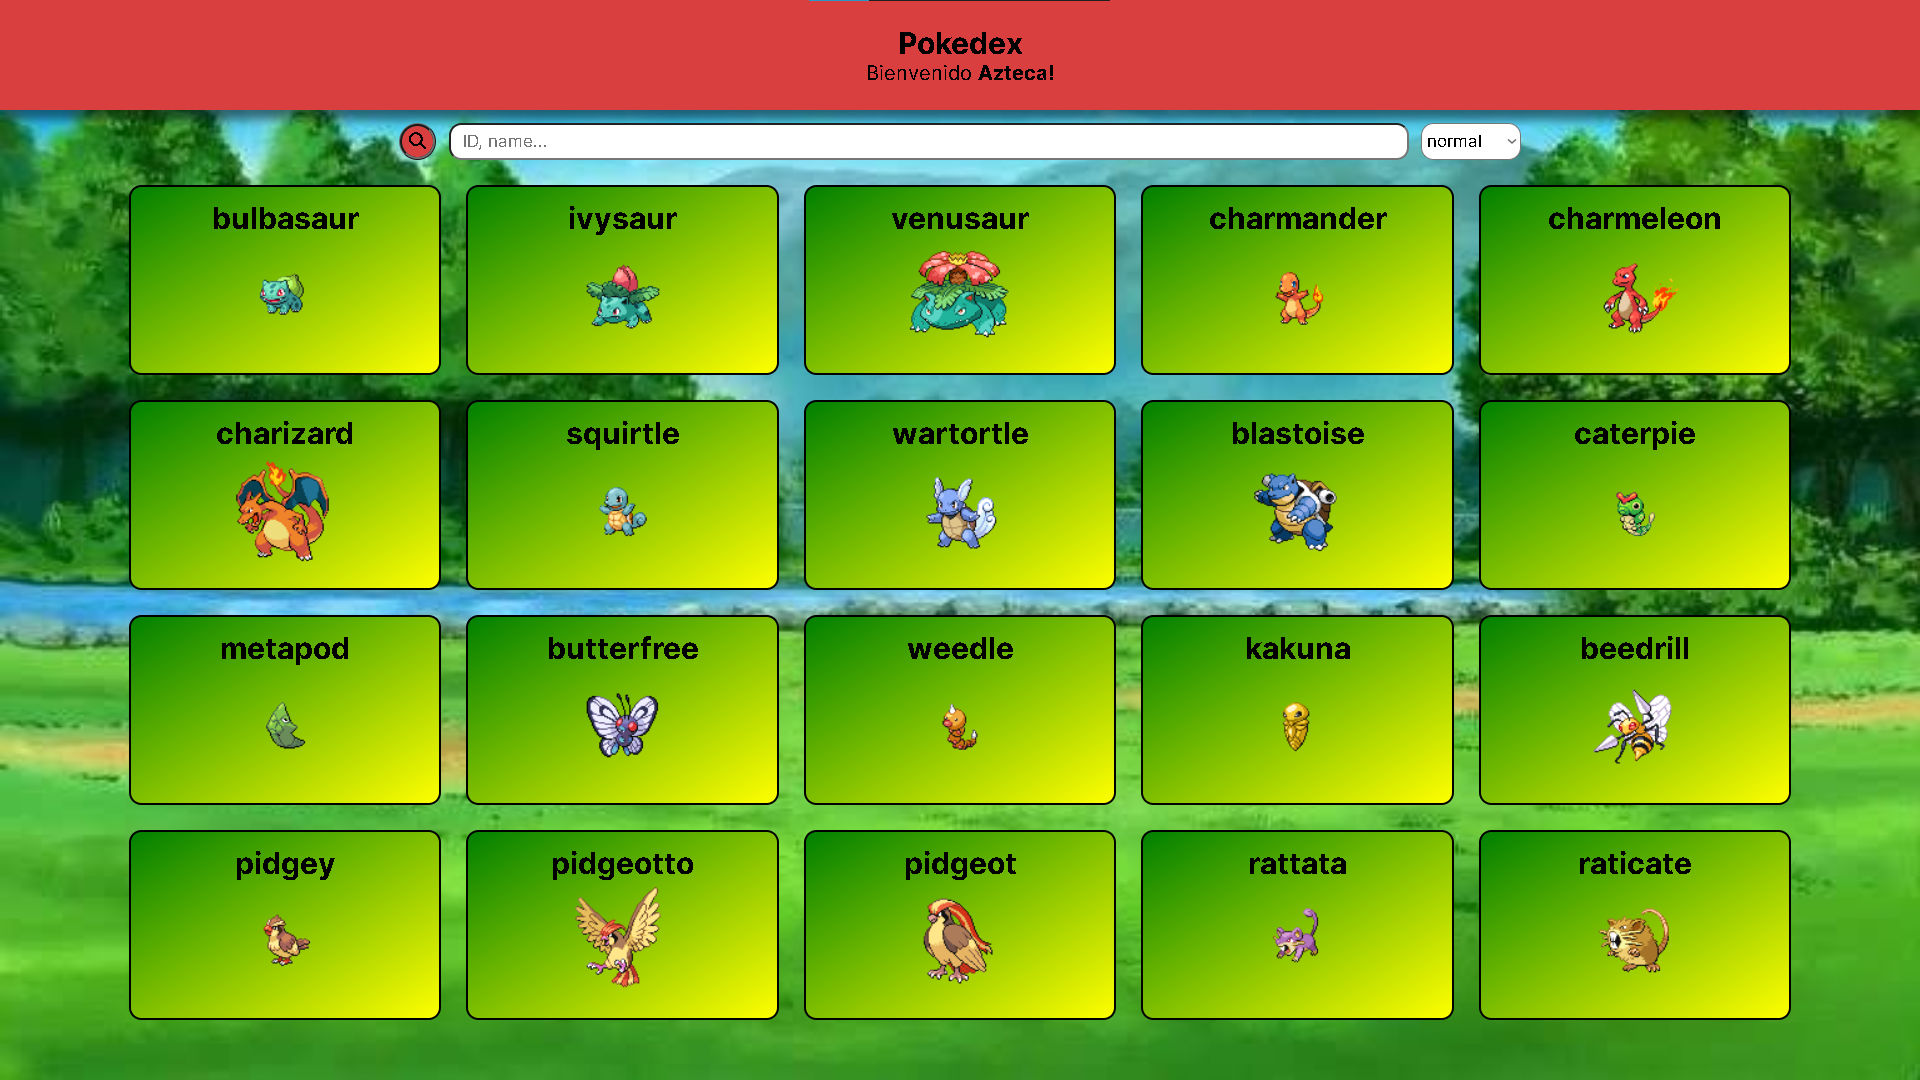 Pokedex
Bienvenido Azteca!
ID, name...
normal
bulbasaur
ivysaur
venusaur
charmander
charmeleon
charizard
squirtle
wartortle
blastoise
caterpie
metapod
butterfree
weedle
kakuna
beedrill
pidgey
pidgeotto
pidgeot
rattata
raticate